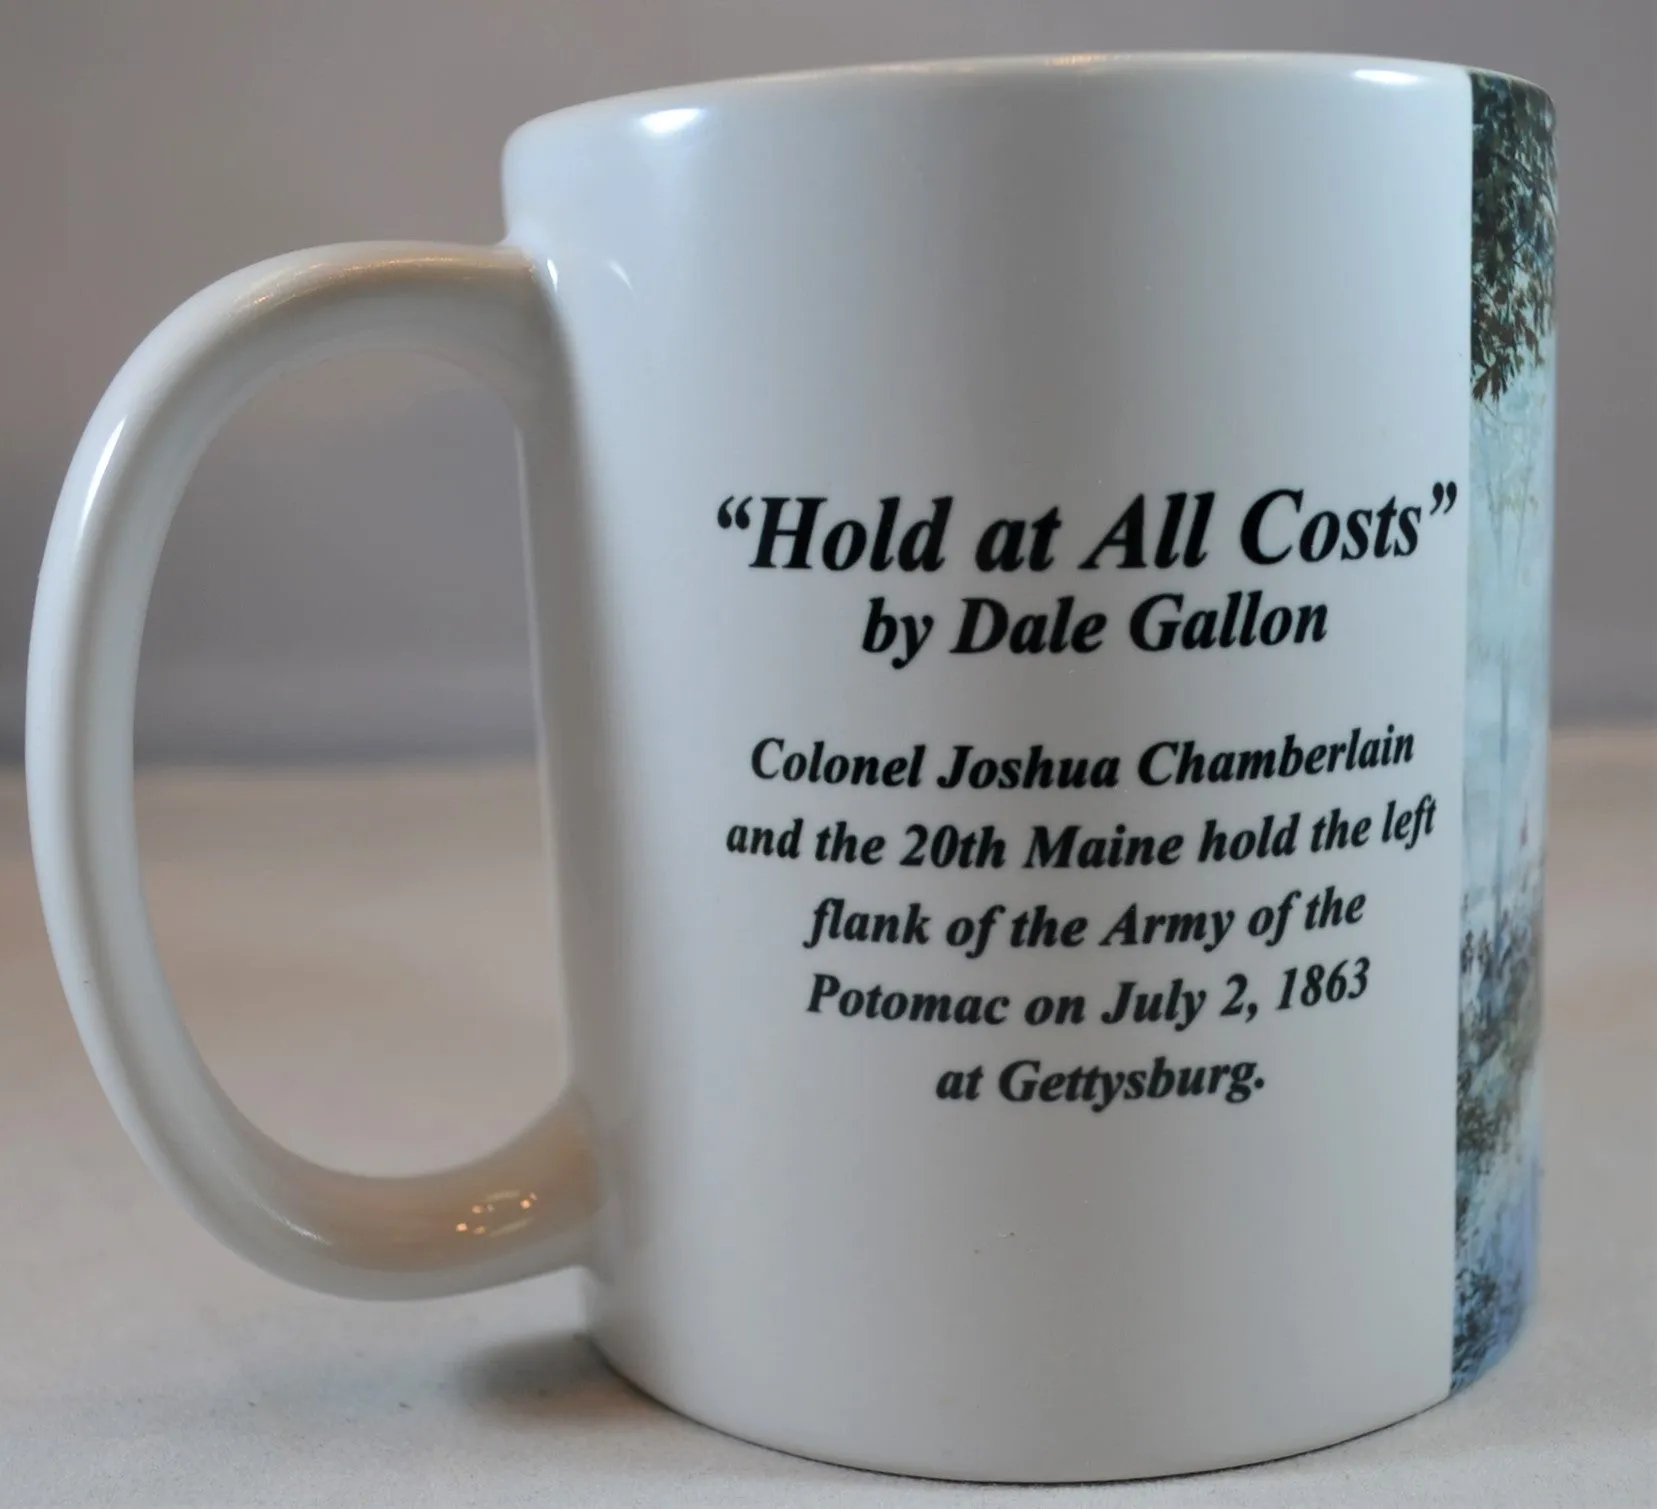 “Hold at All Costs”
by Dale Gallon
Colonel Joshua Chamberlain
and the 20th Maine hold the left
flank of the Army of the
Potomac on July 2, 1863
at Gettysburg.